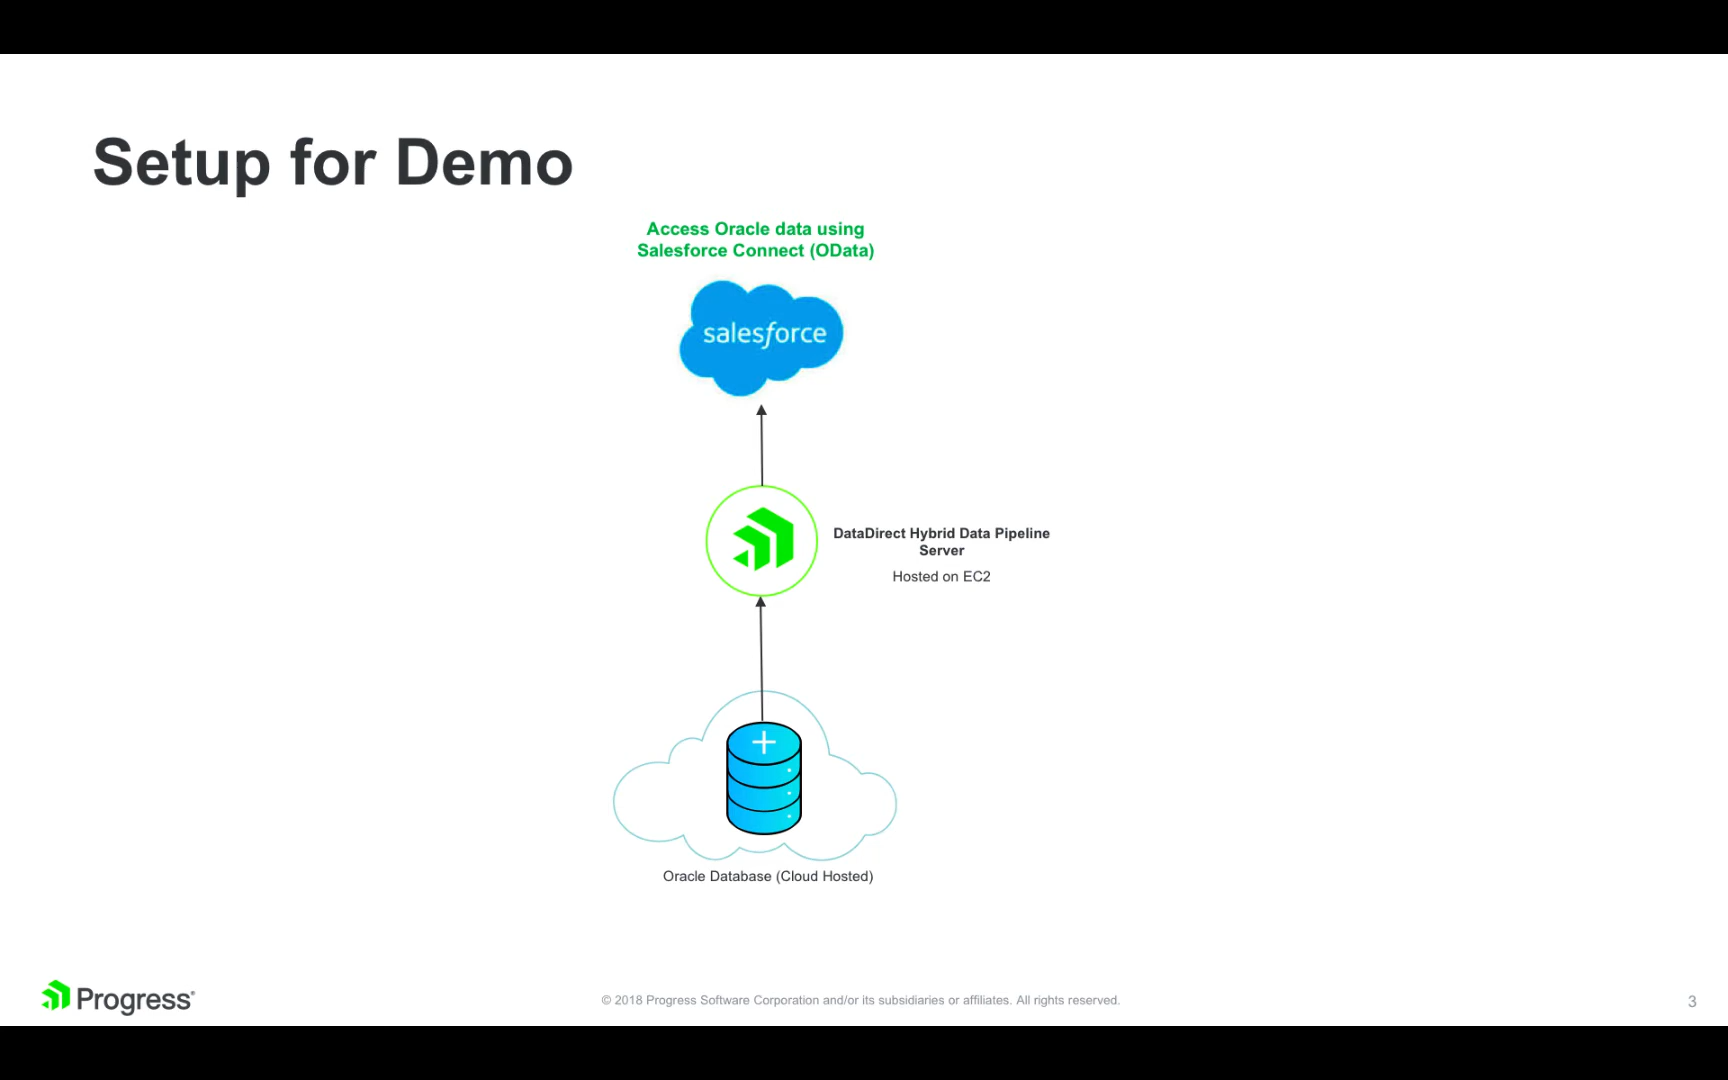 Setup for Demo
Access Oracle data using
Salesforce Connect (OData)
salesforce
DataDirect Hybrid Data Pipeline
Server
Hosted on EC2
Oracle Database (Cloud Hosted)
Progress®
© 2018 Progress Software Corporation and/or its subsidiaries or affiliates. All rights reserved.
3